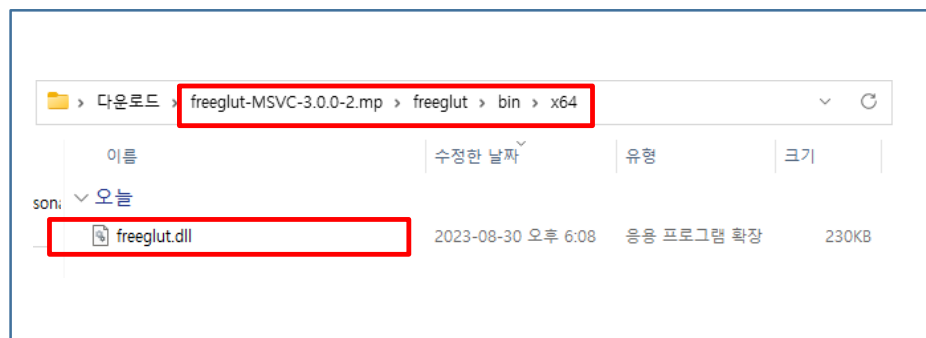 다운로드 > freeglut-MSVC-3.0.0-2.mp > freeglut > bin > x64
이름 수정한 날짜 유형 크기
오늘
sona
freeglut.dll 2023-08-30 오후 6:08 응용 프로그램 확장 230KB